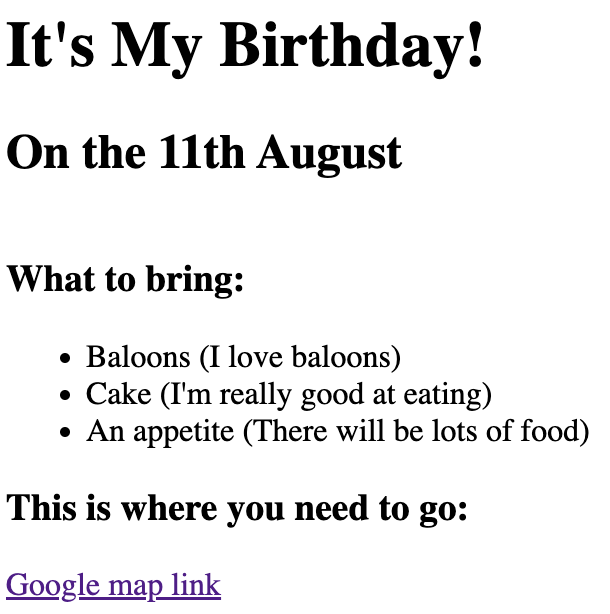 It's My Birthday!
On the 11th August
What to bring:
• Baloons (I love baloons)
• Cake (I'm really good at eating)
• An appetite (There will be lots of food)
This is where you need to go:
Google map link